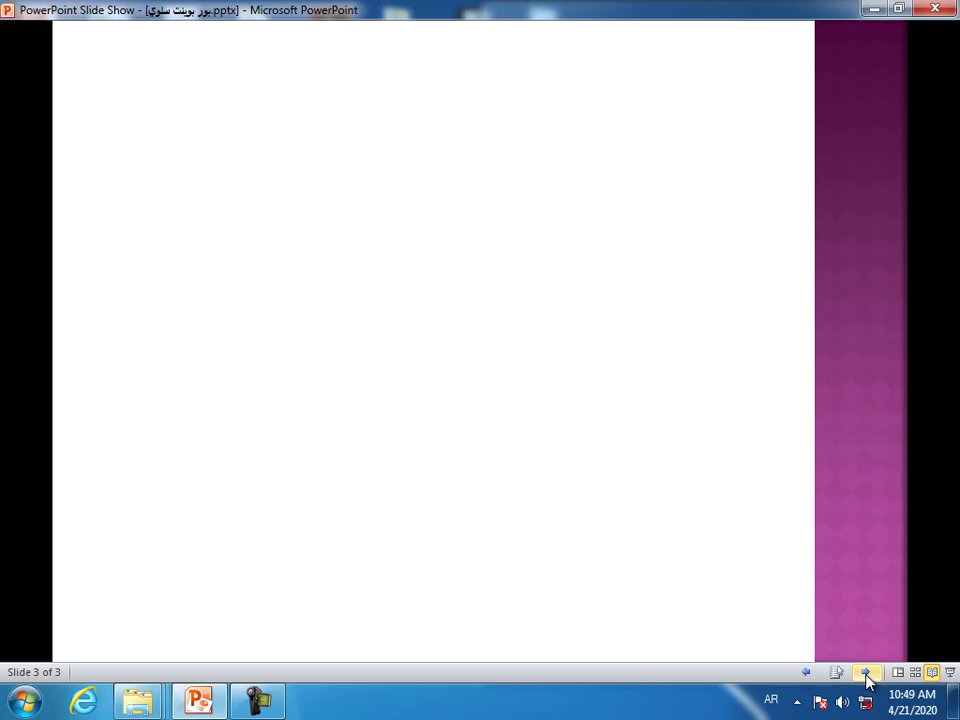 PowerPoint Slide Show - [بور بوينت سلوي.pptx] - Microsoft PowerPoint
Slide 3 of 3
AR
10:49 AM
4/21/2020